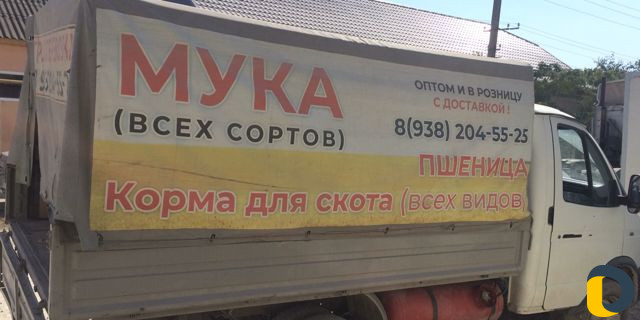 МУКА
(ВСЕХ СОРТОВ)
ОПТОМ И В РОЗНИЦУ
С ДОСТАВКОЙ!
8(938) 204-55-25
ПШЕНИЦА
Корма для скота (всех видов)